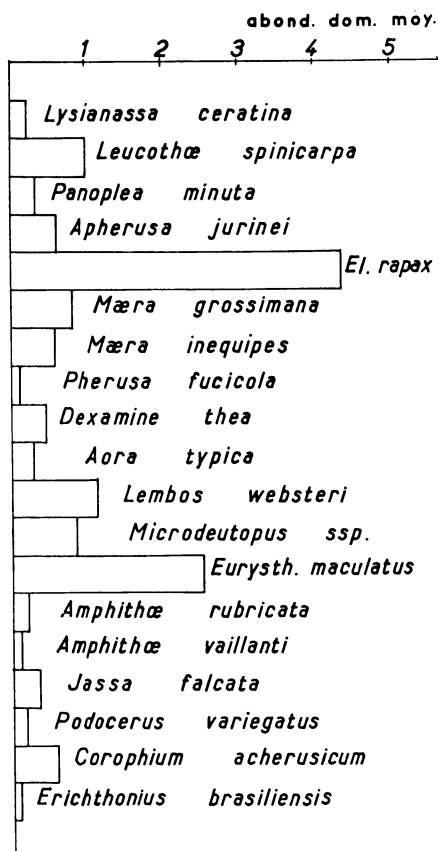 abond. dom. moy.
1 2 3 4 5
Lysianassa ceratina
Leucothœ spinicarpa
Panoplea minuta
Apherusa jurinei
El. rapax
Mæra grossimana
Mæra inequipes
Pherusa fucicola
Dexamine thea
Aora typica
Lembos websteri
Microdeutopus ssp.
Eurysth. maculatus
Amphithœ rubricata
Amphithœ vaillanti
Jassa falcata
Podocerus variegatus
Corophium acherusicum
Erichthonius brasiliensis